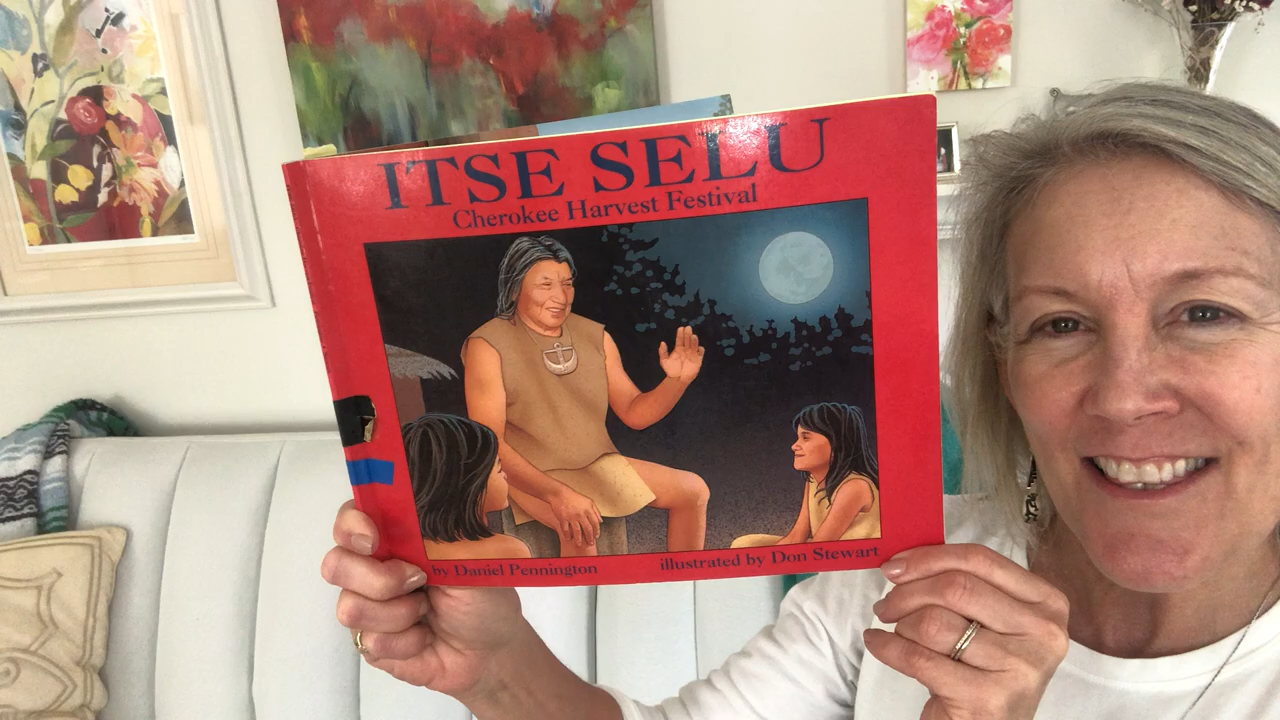 ITSE SELU
Cherokee Harvest Festival
by Daniel Pennington
illustrated by Don Stewart